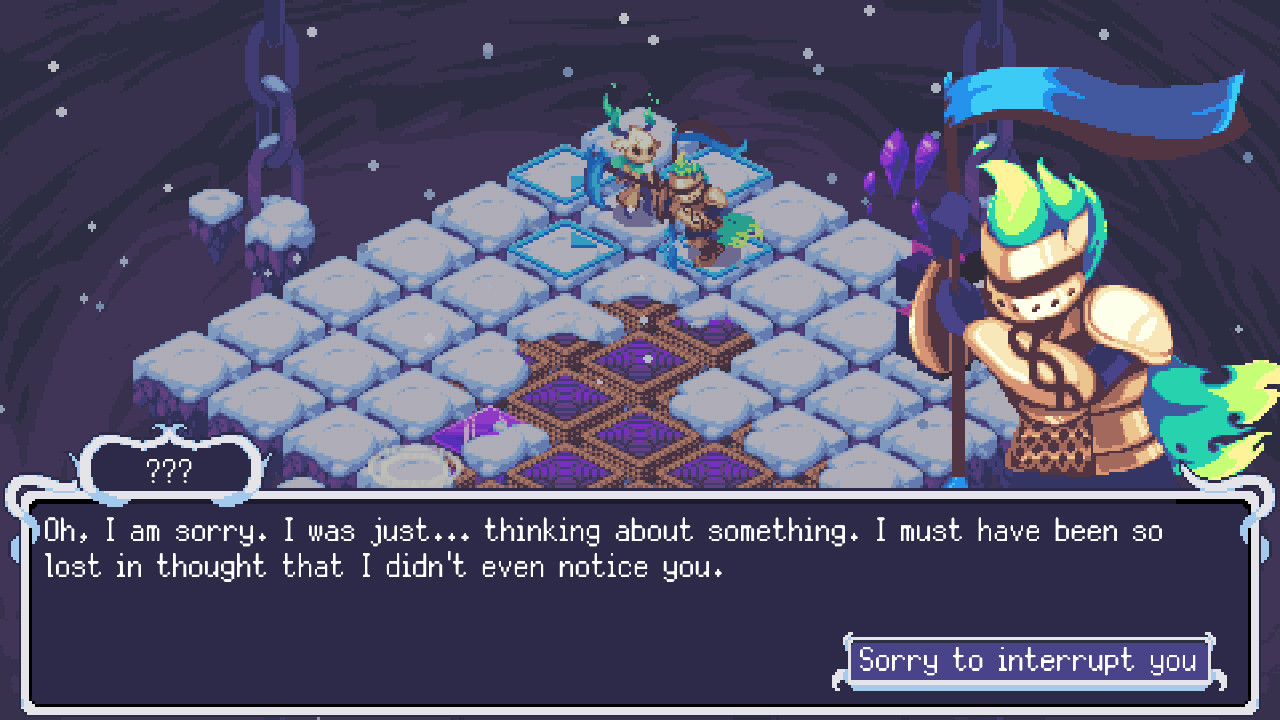 ???
Oh, I am sorry. I was just... thinking about something. I must have been so
lost in thought that I didn't even notice you.
Sorry to interrupt you